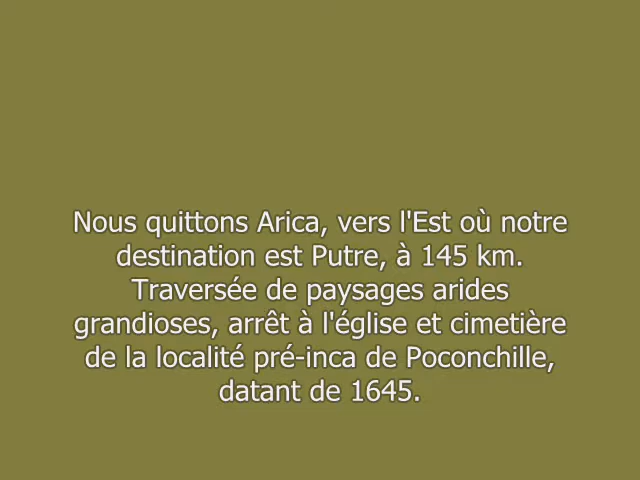 Nous quittons Arica, vers l'Est où notre
destination est Putre, à 145 km.
Traversée de paysages arides
grandioses, arrêt à l'église et cimetière
de la localité pré-inca de Poconchille,
datant de 1645.